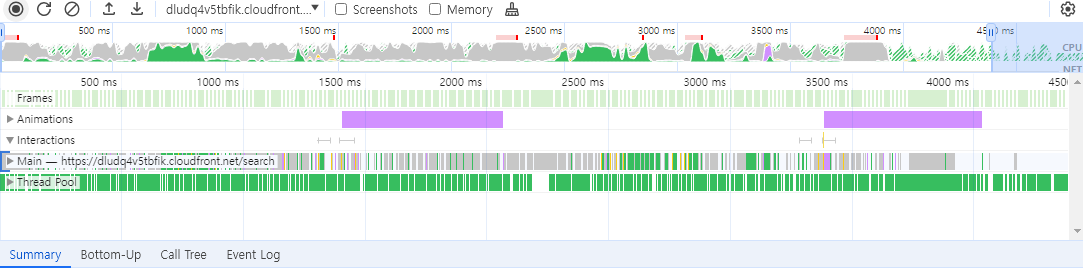 dludq4v5tbfik.cloudfront.... Screenshots Memory
500 ms 1000 ms 1500 ms 2000 ms 2500 ms 3000 ms 3500 ms 4000 ms
CPU
NET
500 ms 1000 ms 1500 ms 2000 ms 2500 ms 3000 ms 3500 ms 4000 ms
Frames
Animations
Interactions
Main — https://dludq4v5tbfik.cloudfront.net/search
Thread Pool
Summary Bottom-Up Call Tree Event Log